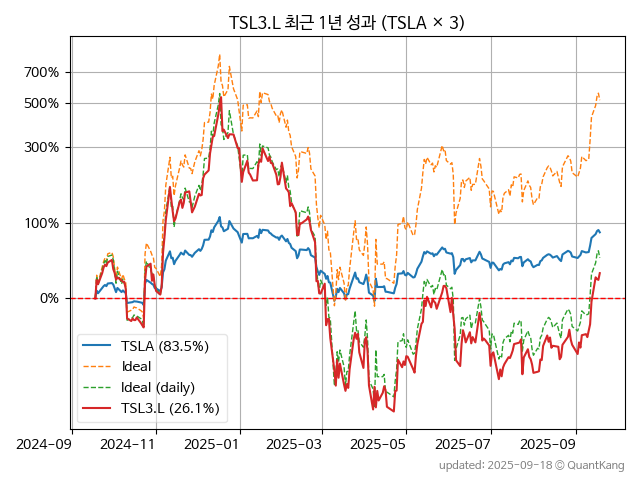 TSL3.L 최근 1년 성과 (TSLA × 3)
700%
500%
300%
100%
0%
TSLA (83.5%)
Ideal
Ideal (daily)
TSL3.L (26.1%)
2024-09 2024-11 2025-01 2025-03 2025-05 2025-07 2025-09
updated: 2025-09-18 © QuantKang